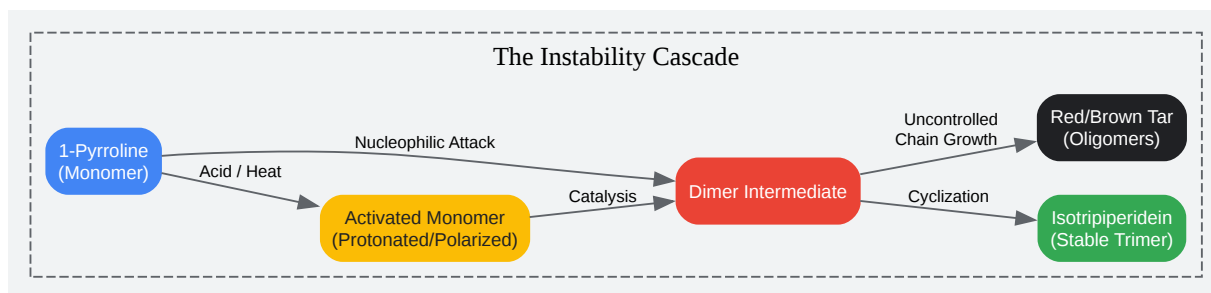 The Instability Cascade
1-Pyrroline
(Monomer)
Acid / Heat
Nucleophilic Attack
Activated Monomer
(Protonated/Polarized)
Catalysis
Dimer Intermediate
Uncontrolled
Chain Growth
Red/Brown Tar
(Oligomers)
Cyclization
Isotripiperidein
(Stable Trimer)